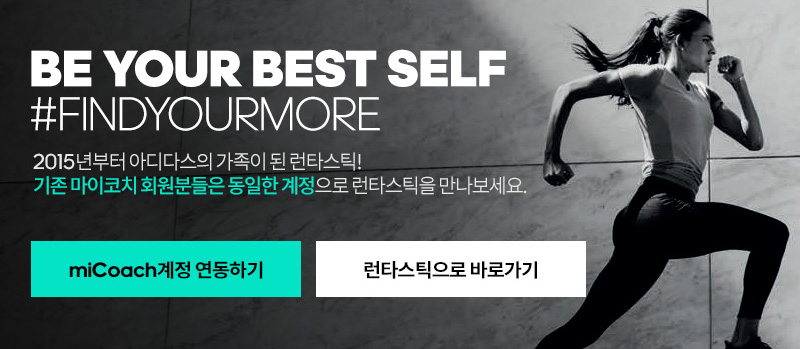 BE YOUR BEST SELF
#FINDYOURMORE
2015년부터 아디다스의 가족이 된 런타스틱!
기존 마이코치 회원분들은 동일한 계정으로 런타스틱을 만나보세요.
miCoach계정 연동하기
런타스틱으로 바로가기